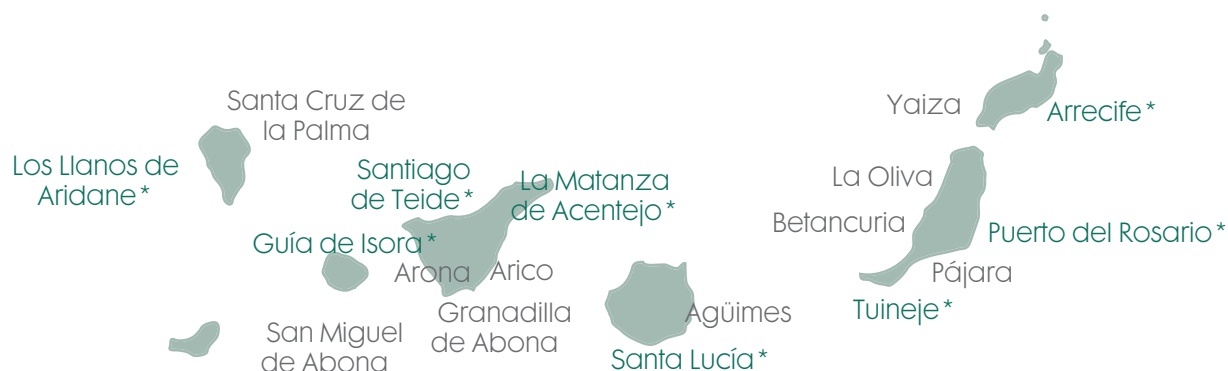 Santa Cruz de
la Palma
Los Llanos de
Aridane*
Santiago
de Teide*
La Matanza
de Acentejo*
Guía de Isora*
Arona
Arico
Granadilla
de Abona
San Miguel
de Abona
Agüimes
Santa Lucía*
Yaiza
Arrecife*
La Oliva
Betancuria
Puerto del Rosario*
Pájara
Tuineje*